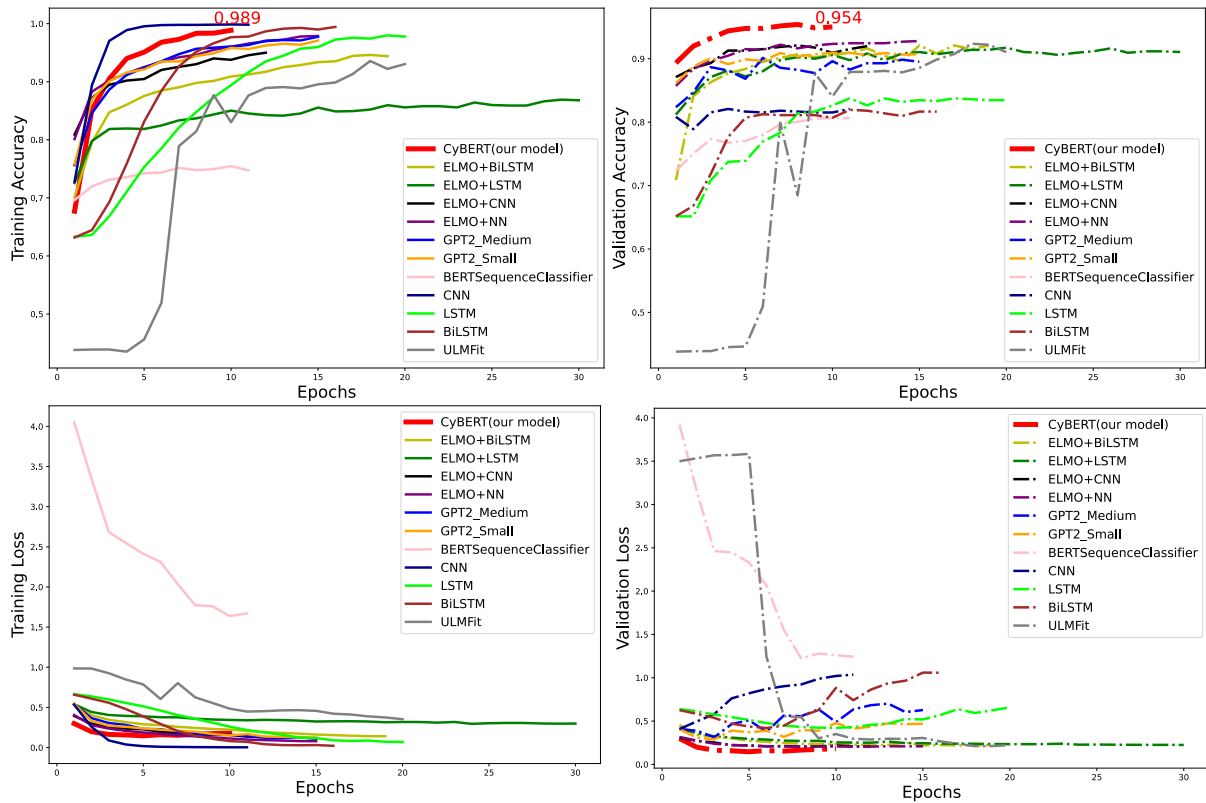 0.989
Training Accuracy
1.0
0.9
0.8
0.7
0.6
0.5
0
5
10
15
20
25
30
Epochs
CyBERT(our model)
ELMO+BiLSTM
ELMO+LSTM
ELMO+CNN
ELMO+NN
GPT2_Medium
GPT2_Small
BERTSequenceClassifier
CNN
LSTM
BiLSTM
ULMFit
0.954
Validation Accuracy
0.9
0.8
0.7
0.6
0.5
0
5
10
15
20
25
30
Epochs
CyBERT(our model)
ELMO+BiLSTM
ELMO+LSTM
ELMO+CNN
ELMO+NN
GPT2_Medium
GPT2_Small
BERTSequenceClassifier
CNN
LSTM
BiLSTM
ULMFit
Training Loss
4.0
3.5
3.0
2.5
2.0
1.5
1.0
0.5
0.0
0
5
10
15
20
25
30
Epochs
CyBERT(our model)
ELMO+BiLSTM
ELMO+LSTM
ELMO+CNN
ELMO+NN
GPT2_Medium
GPT2_Small
BERTSequenceClassifier
CNN
LSTM
BiLSTM
ULMFit
Validation Loss
4.0
3.5
3.0
2.5
2.0
1.5
1.0
0.5
0.0
0
5
10
15
20
25
30
Epochs
CyBERT(our model)
ELMO+BiLSTM
ELMO+LSTM
ELMO+CNN
ELMO+NN
GPT2_Medium
GPT2_Small
BERTSequenceClassifier
CNN
LSTM
BiLSTM
ULMFit